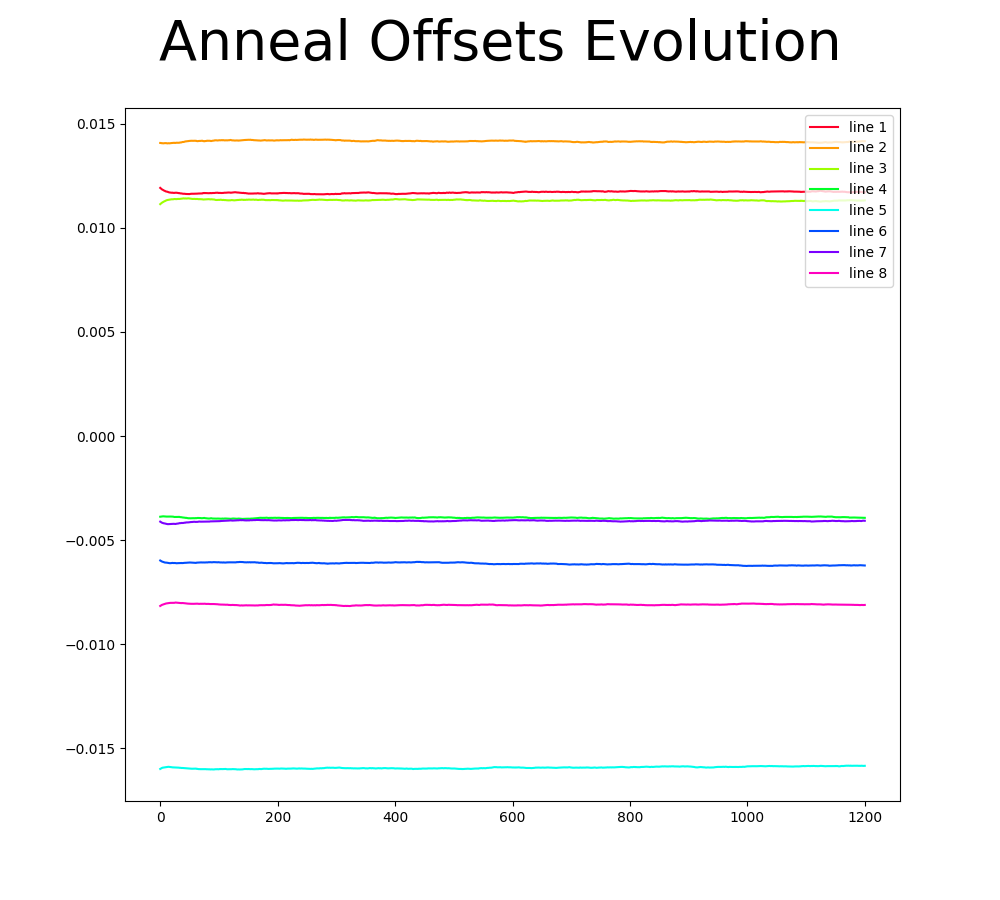 Anneal Offsets Evolution
0.015
0.010
0.005
0.000
−0.005
−0.010
−0.015
line 1
line 2
line 3
line 4
line 5
line 6
line 7
line 8
0 200 400 600 800 1000 1200